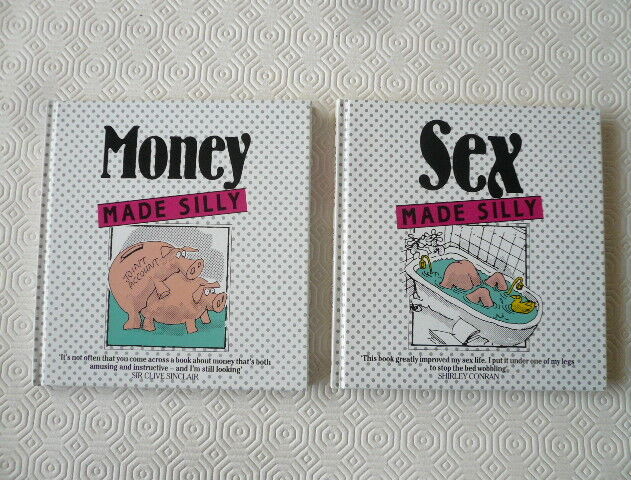 Money
MADE SILLY
JOINT
ACCOUNT
'It's not often that you come across a book about money that's both
amusing and instructive – and I'm still looking'
SIR CLIVE SINCLAIR
Sex
MADE SILLY
'This book greatly improved my sex life. I put it under one of my legs
to stop the bed wobbling.'
SHIRLEY CONRAN